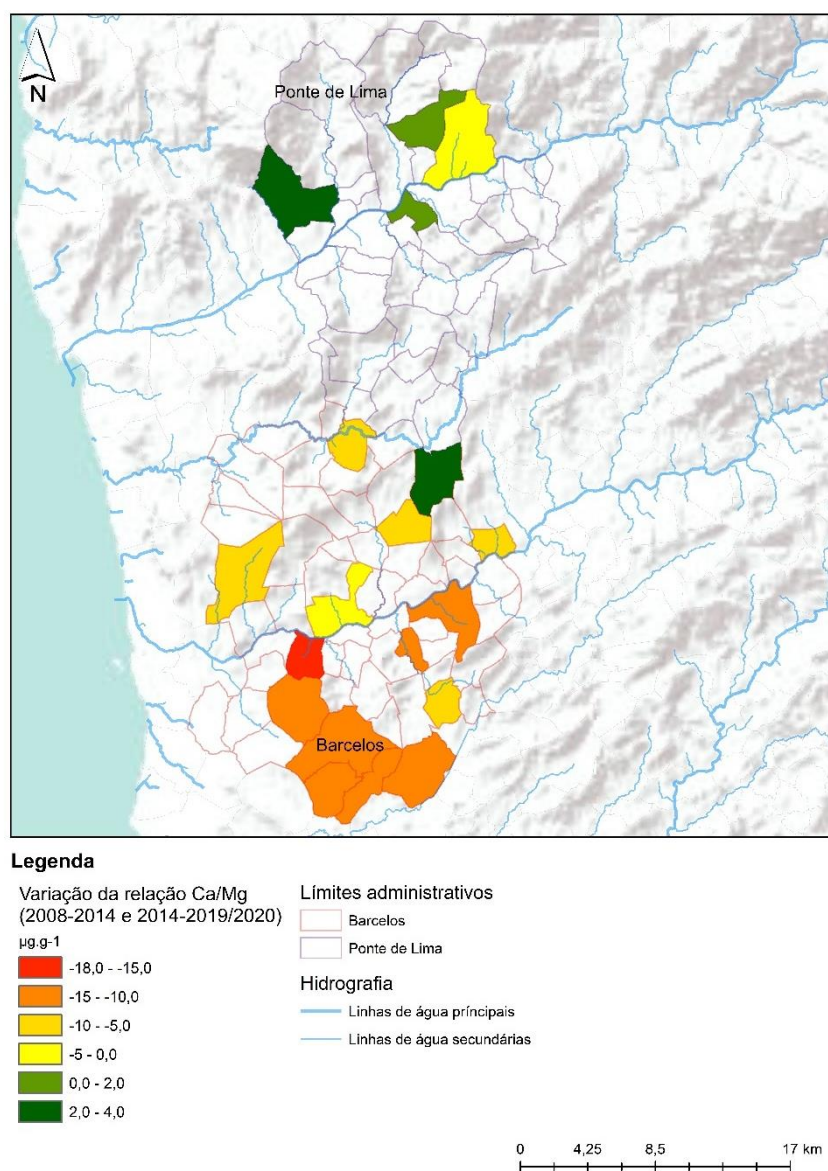 N
Ponte de Lima
Barcelos
Legenda
Variação da relação Ca/Mg
(2008-2014 e 2014-2019/2020)
µg.g-1
-18,0 - -15,0
-15 - -10,0
-10 - -5,0
-5 - 0,0
0,0 - 2,0
2,0 - 4,0
Límites administrativos
Barcelos
Ponte de Lima
Hidrografia
Linhas de água príncipais
Linhas de água secundárias
0 4,25 8,5 17 km